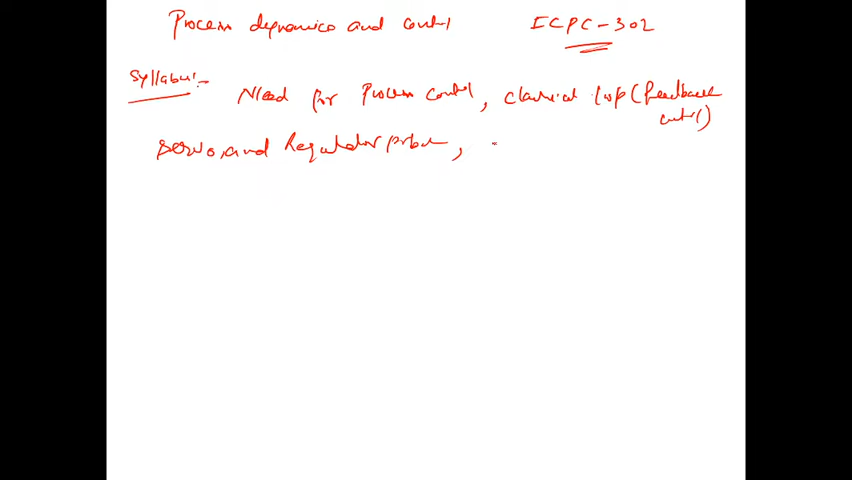 Process dynamics and control ICPC-302
Syllabus:-
Need for Process control, classical loop (feedback control)
servo and Regulator problem,